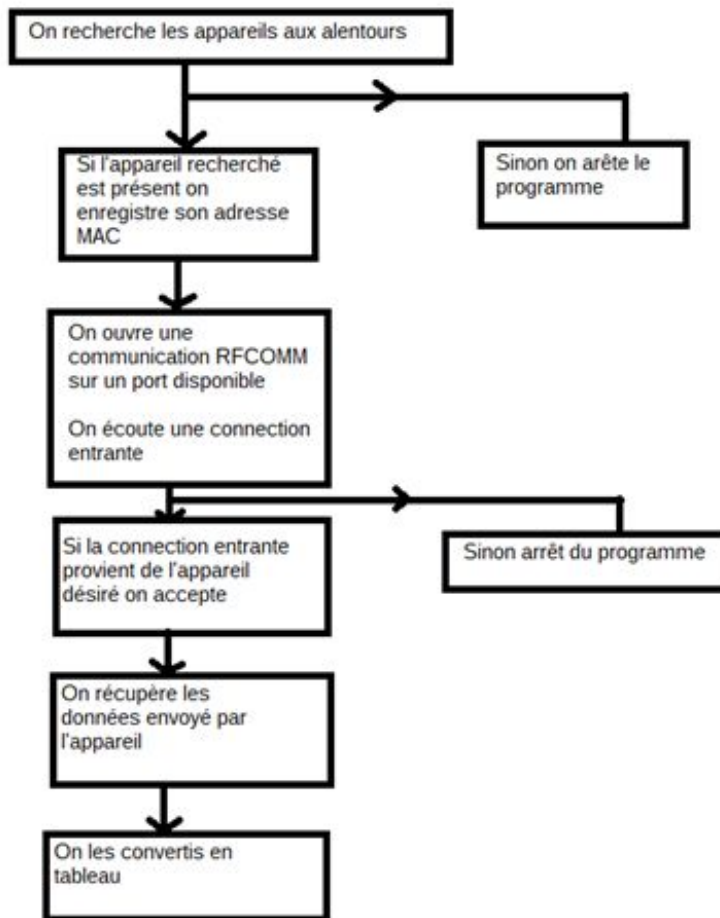 On recherche les appareils aux alentours
Si l'appareil recherché
est présent on
enregistre son adresse
MAC
Sinon on arête le
programme
On ouvre une
communication RFCOMM
sur un port disponible
On écoute une connection
entrante
Si la connection entrante
provient de l'appareil
désiré on accepte
Sinon arrêt du programme
On récupère les
données envoyé par
l'appareil
On les convertis en
tableau